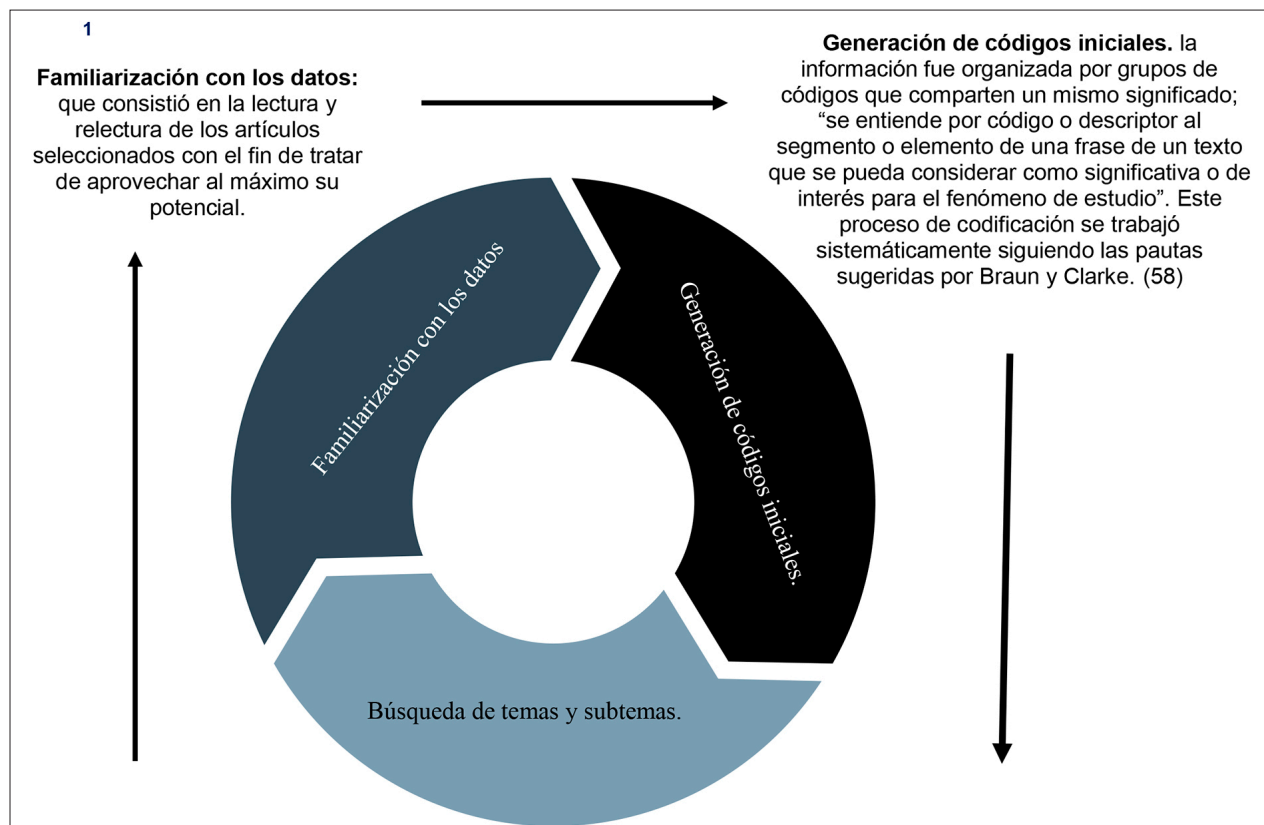 1
Familiarización con los datos:
que consistió en la lectura y
relectura de los artículos
seleccionados con el fin de tratar
de aprovechar al máximo su
potencial.
Generación de códigos iniciales. la
información fue organizada por grupos de
códigos que comparten un mismo significado;
“se entiende por código o descriptor al
segmento o elemento de una frase de un texto
que se pueda considerar como significativa o de
interés para el fenómeno de estudio”. Este
proceso de codificación se trabajó
sistemáticamente siguiendo las pautas
sugeridas por Braun y Clarke. (58)
Familiarización con los datos
Generación de códigos iniciales.
Búsqueda de temas y subtemas.